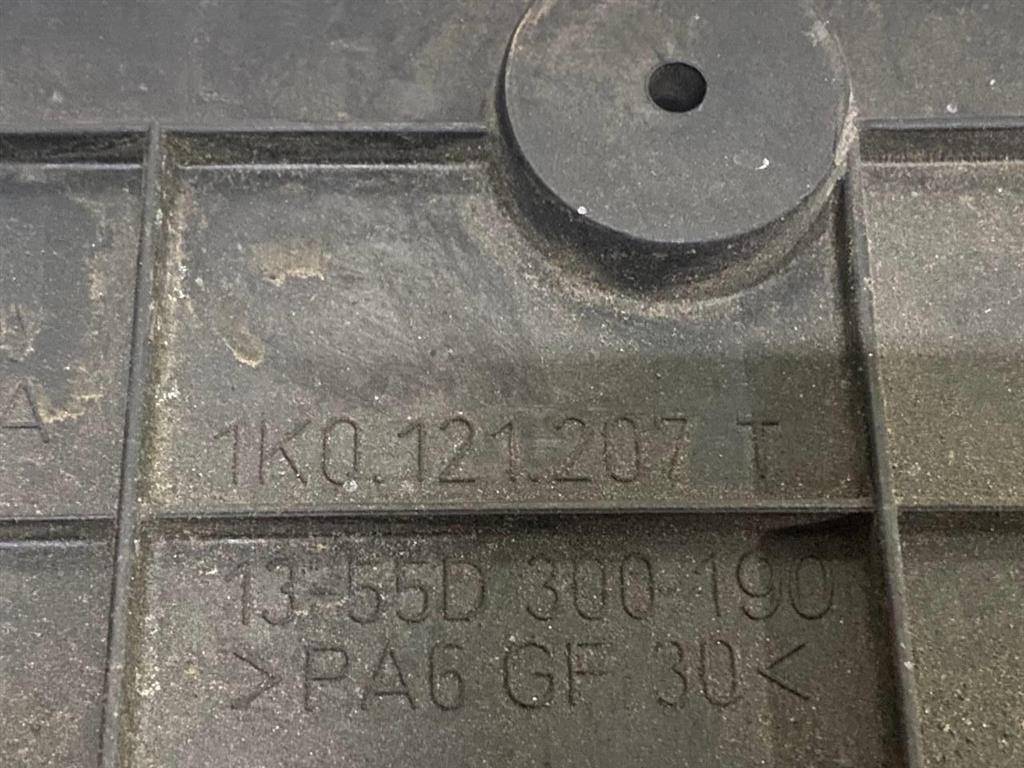 A
1K0.121.207 T
13-55D 300-190
>PA6 GF 30<